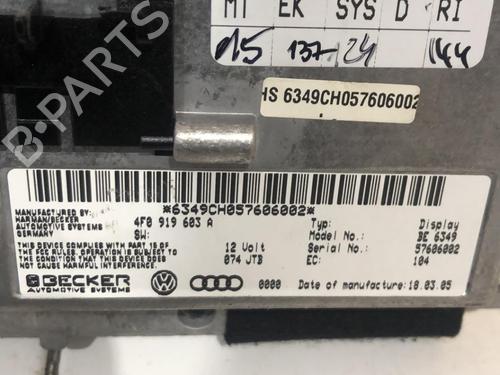 MT EK SYS D RI
015 137 24 144
HS 6349CH057606002
*6349CH057606002*
MANUFACTURED BY
HARMAN/BECKER
AUTOMOTIVE SYSTEMS
GERMANY
4F0 919 603 A
SW:
Typ: Display
Model No: BE 6349
THIS DEVICE COMPLIES WITH PART 15 OF
THE FCC RULES. OPERATION IS SUBJECT
TO THE CONDITION THAT THIS DEVICE
DOES NOT CAUSE HARMFUL INTERFERENCE
12 Volt
074 JTB
Serial No: 57606002
EC: 104
BECKER
AUTOMOTIVE SYSTEMS
0000
Date of manufacture: 18.03.05
B-PARTS